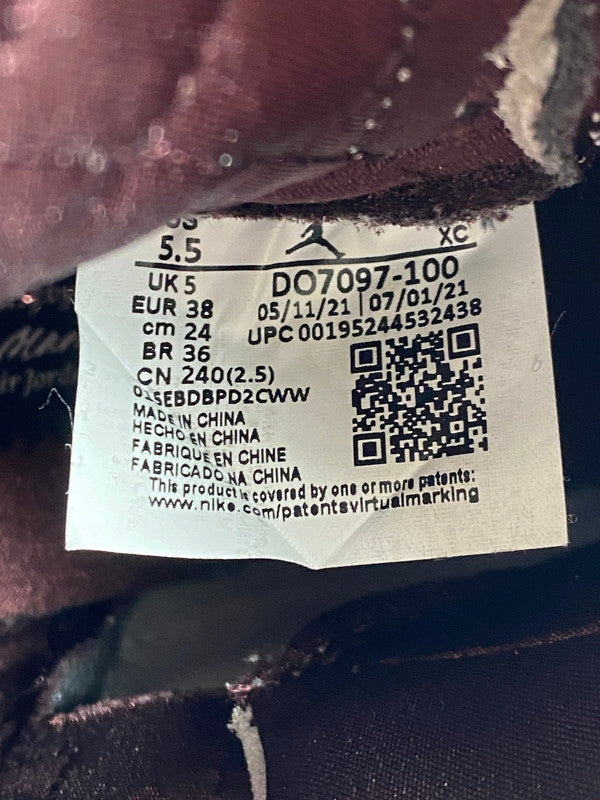 US
5.5
XC
UK 5
DO7097-100
EUR 38
05/11/21 | 07/01/21
cm 24
UPC 00195244532438
BR 36
CN 240(2.5)
MADE IN CHINA
HECHO EN CHINA
FABRIQUE EN CHINE
FABRICADO NA CHINA
This product is covered by one or more patents:
www.nike.com/patentsvirtualmarking